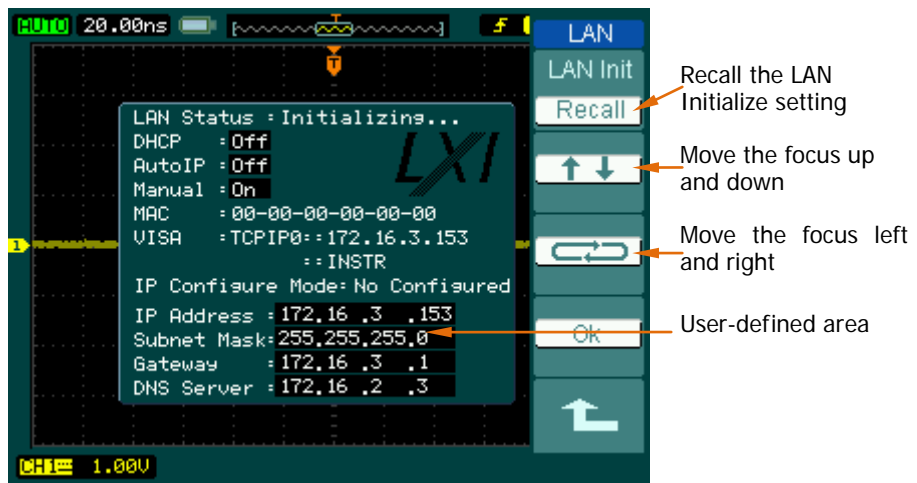 AUTO 20.00ns
T
LAN
LAN Init
Recall
Recall the LAN
Initialize setting
T
LAN Status : Initializing...
DHCP : Off
AutoIP : Off
Manual : On
LXI
MAC : 00-00-00-00-00-00
VISA : TCPIP0::172.16.3.153
::INSTR
IP Configure Mode: No Configured
IP Address : 172.16 .3 .153
Subnet Mask: 255.255.255.0
Gateway : 172.16 .3 .1
DNS Server : 172.16 .2 .3
Move the focus up
and down
1
Move the focus left
and right
Ok
User-defined area
CH1 1.00V